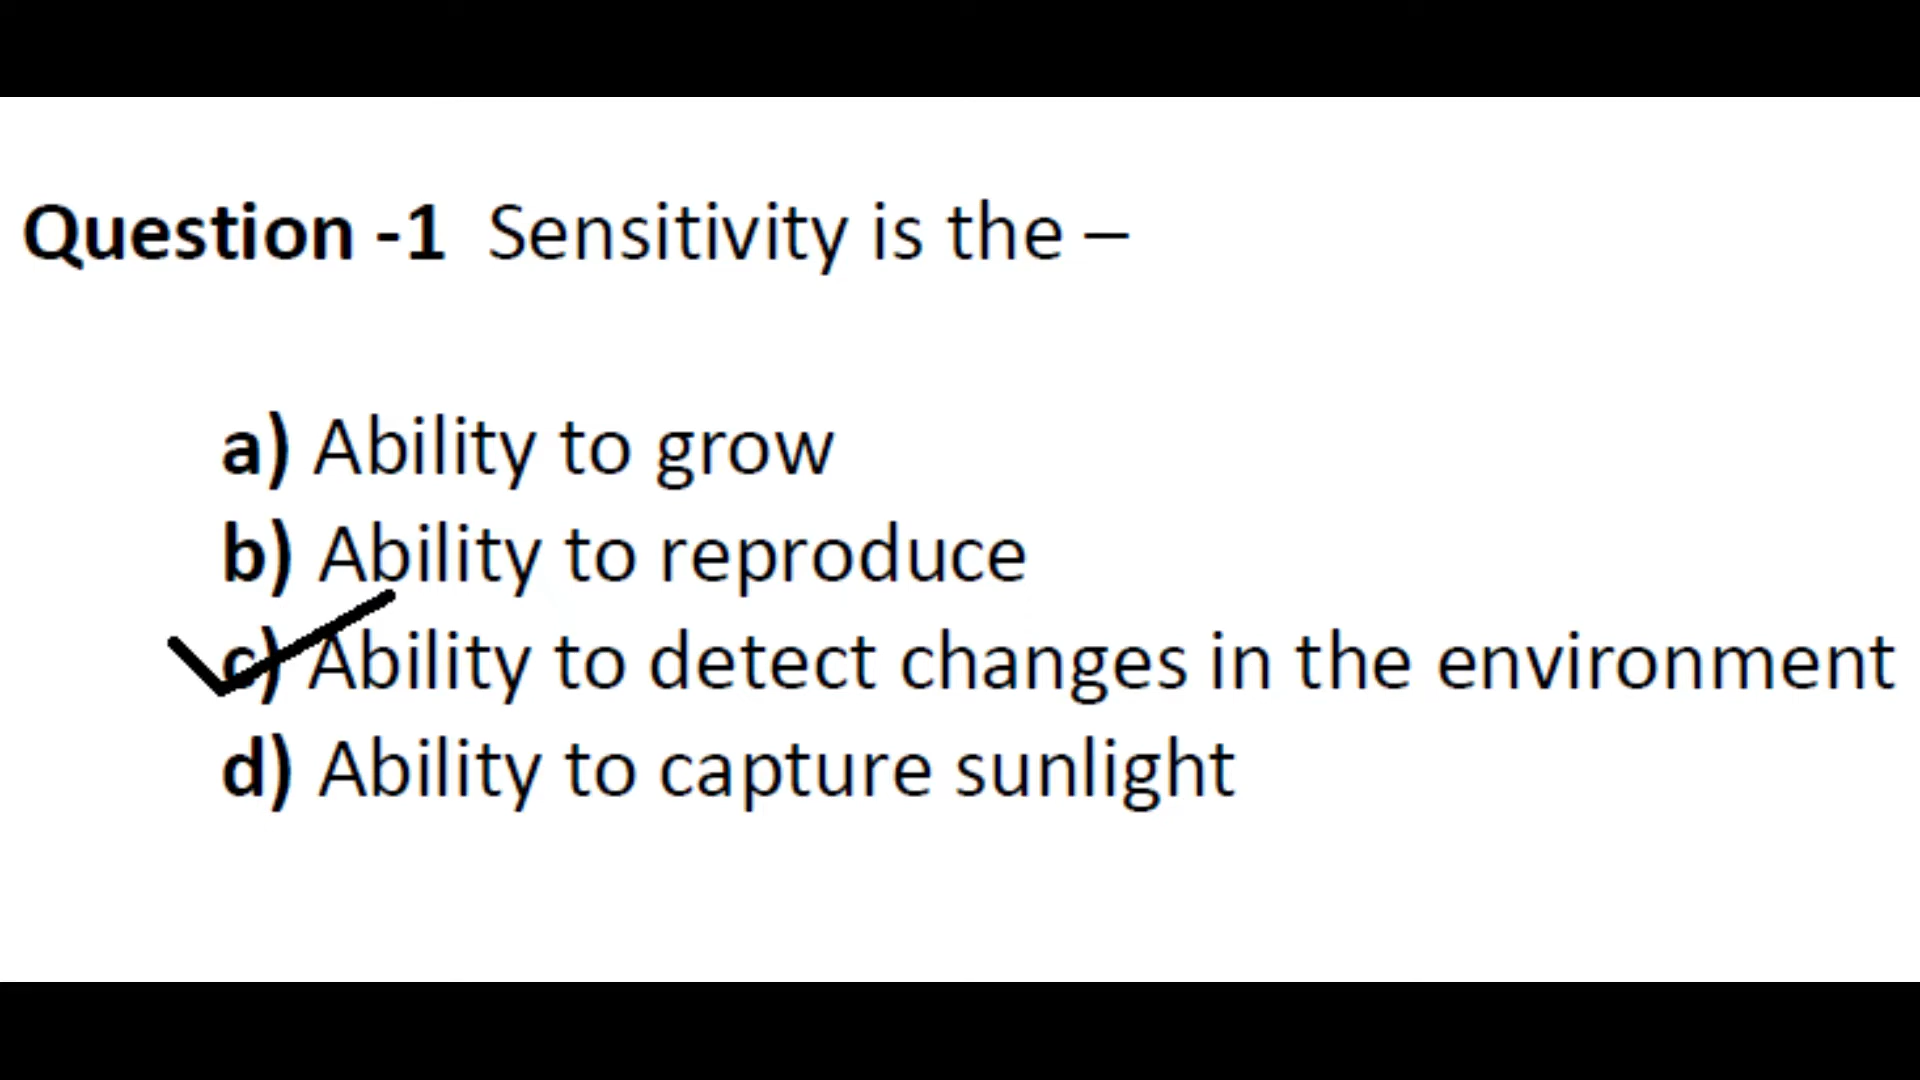 Question -1 Sensitivity is the –
a) Ability to grow
b) Ability to reproduce
c) Ability to detect changes in the environment
d) Ability to capture sunlight